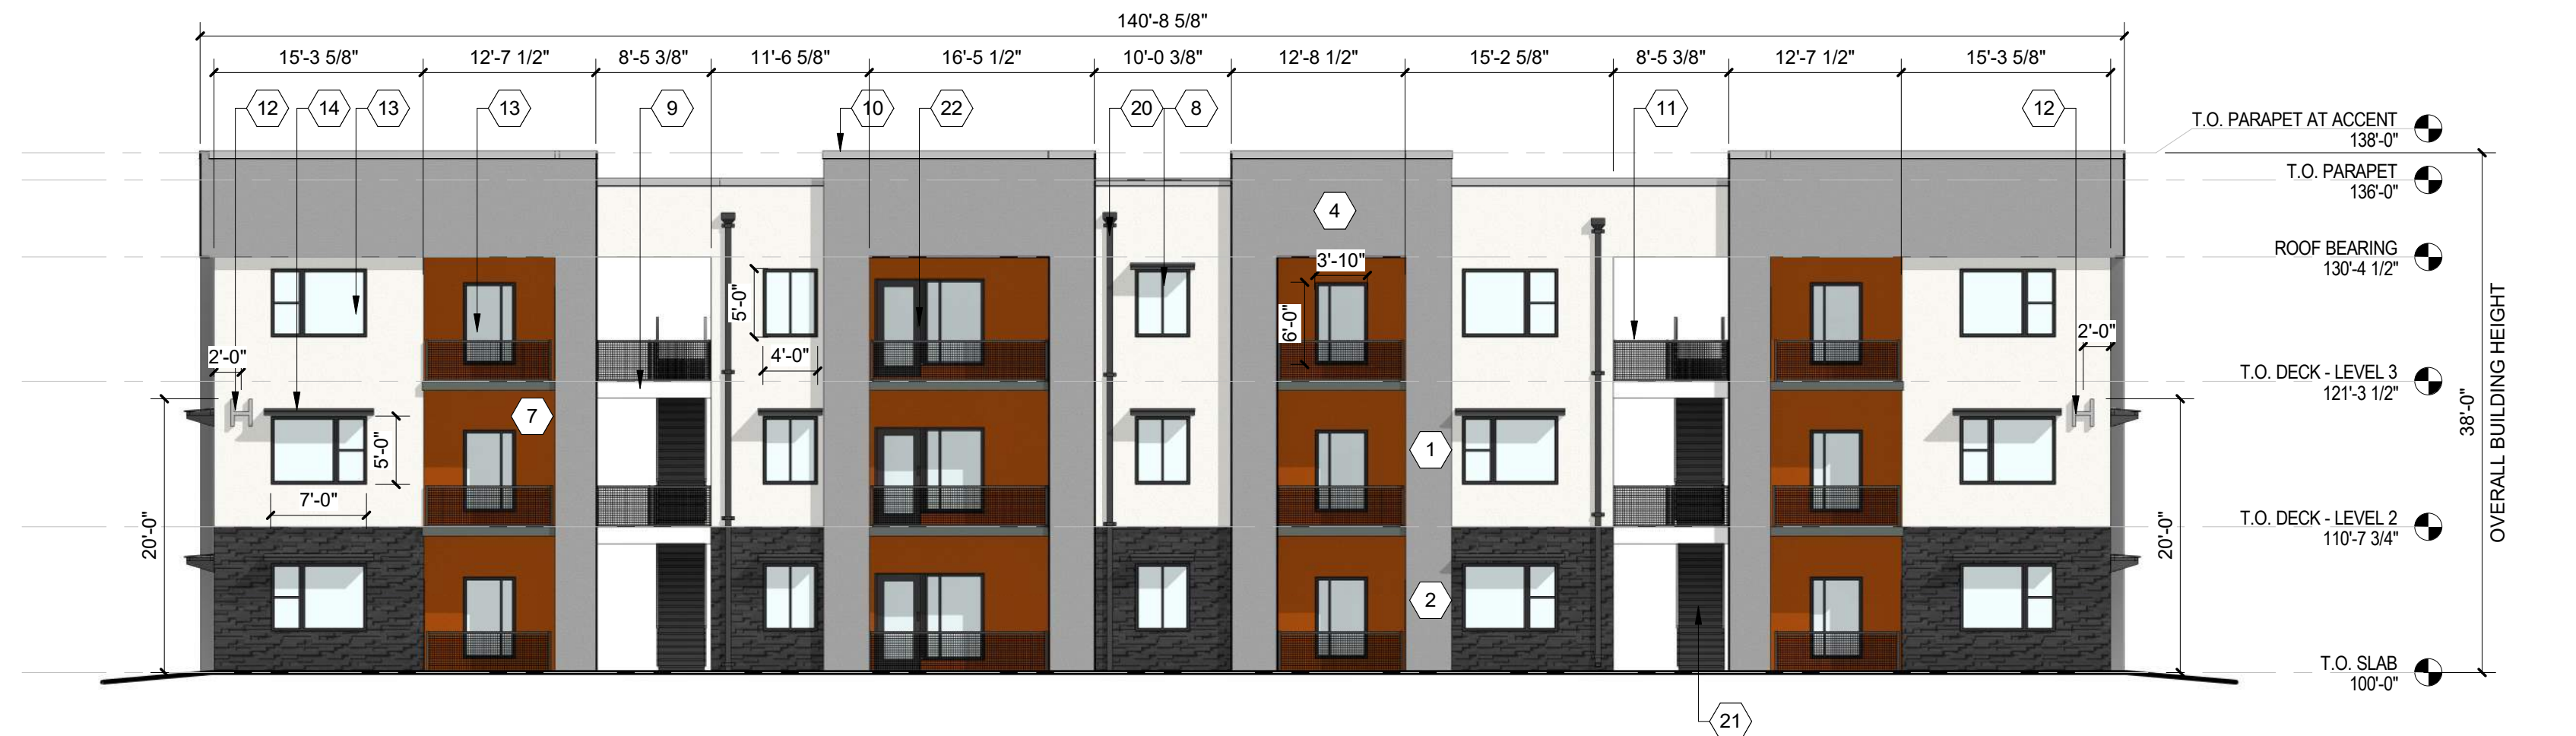 140'-8 5/8"
15'-3 5/8" 12'-7 1/2" 8'-5 3/8" 11'-6 5/8" 16'-5 1/2" 10'-0 3/8" 12'-8 1/2" 15'-2 5/8" 8'-5 3/8" 12'-7 1/2" 15'-3 5/8"
12 14 13 13 9 10 22 20 8 11 12
T.O. PARAPET AT ACCENT
138'-0"
T.O. PARAPET
136'-0"
4
ROOF BEARING
130'-4 1/2"
3'-10"
5'-0"
6'-0"
4'-0"
2'-0"
2'-0"
T.O. DECK - LEVEL 3
121'-3 1/2"
H
7
H
38'-0"
OVERALL BUILDING HEIGHT
1
5'-0"
7'-0"
T.O. DECK - LEVEL 2
110'-7 3/4"
20'-0"
20'-0"
2
T.O. SLAB
100'-0"
21